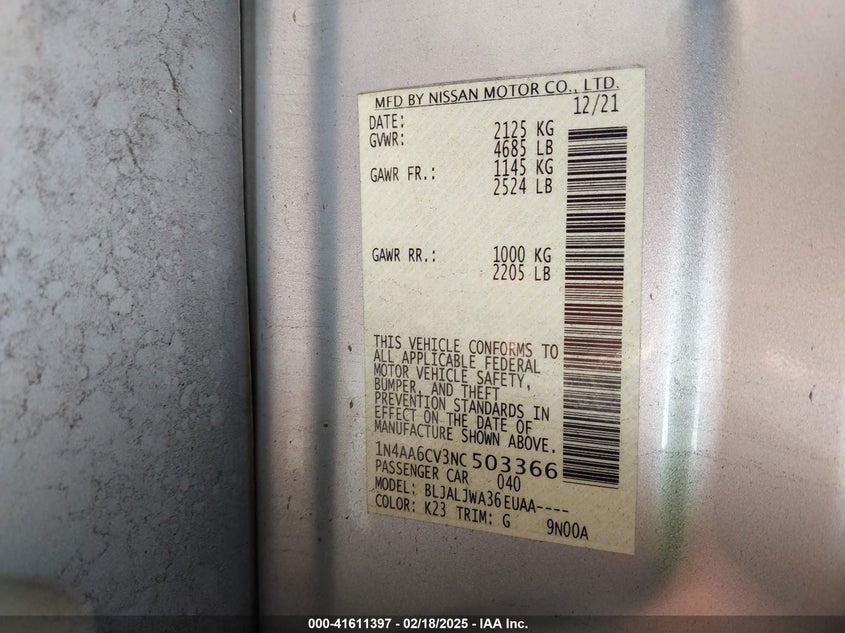 MFD BY NISSAN MOTOR CO., LTD.
DATE: 12/21
GVWR: 2125 KG
4685 LB
GAWR FR.: 1145 KG
2524 LB
GAWR RR.: 1000 KG
2205 LB
THIS VEHICLE CONFORMS TO
ALL APPLICABLE FEDERAL
MOTOR VEHICLE SAFETY,
BUMPER, AND THEFT
PREVENTION STANDARDS IN
EFFECT ON THE DATE OF
MANUFACTURE SHOWN ABOVE.
1N4AA6CV3NC503366
PASSENGER CAR 040
MODEL: BLJALJWA36EUAA----
COLOR: K23 TRIM: G 9N00A
000-41611397 - 02/18/2025 - IAA Inc.